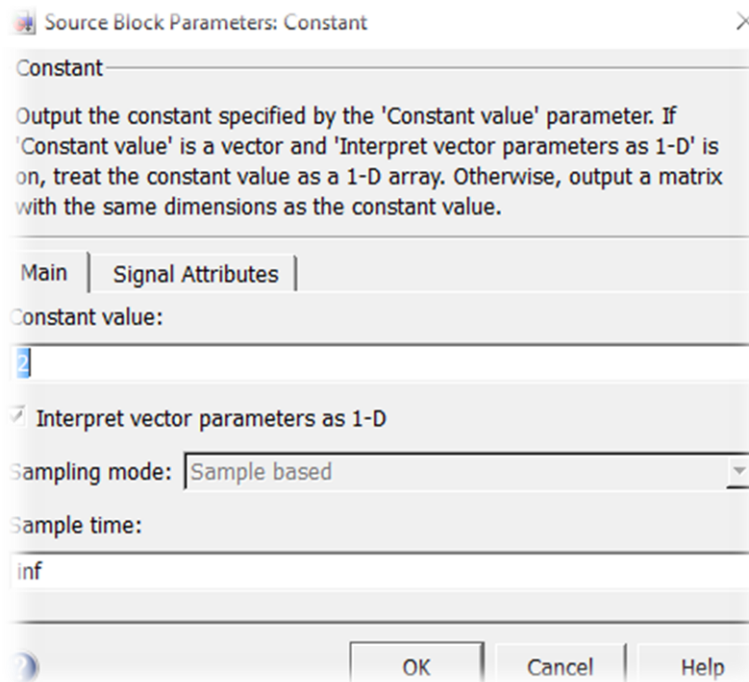 Source Block Parameters: Constant
Constant
Output the constant specified by the 'Constant value' parameter. If
'Constant value' is a vector and 'Interpret vector parameters as 1-D' is
on, treat the constant value as a 1-D array. Otherwise, output a matrix
with the same dimensions as the constant value.
Main Signal Attributes
Constant value:
2
Interpret vector parameters as 1-D
Sampling mode: Sample based
Sample time:
inf
OK Cancel Help